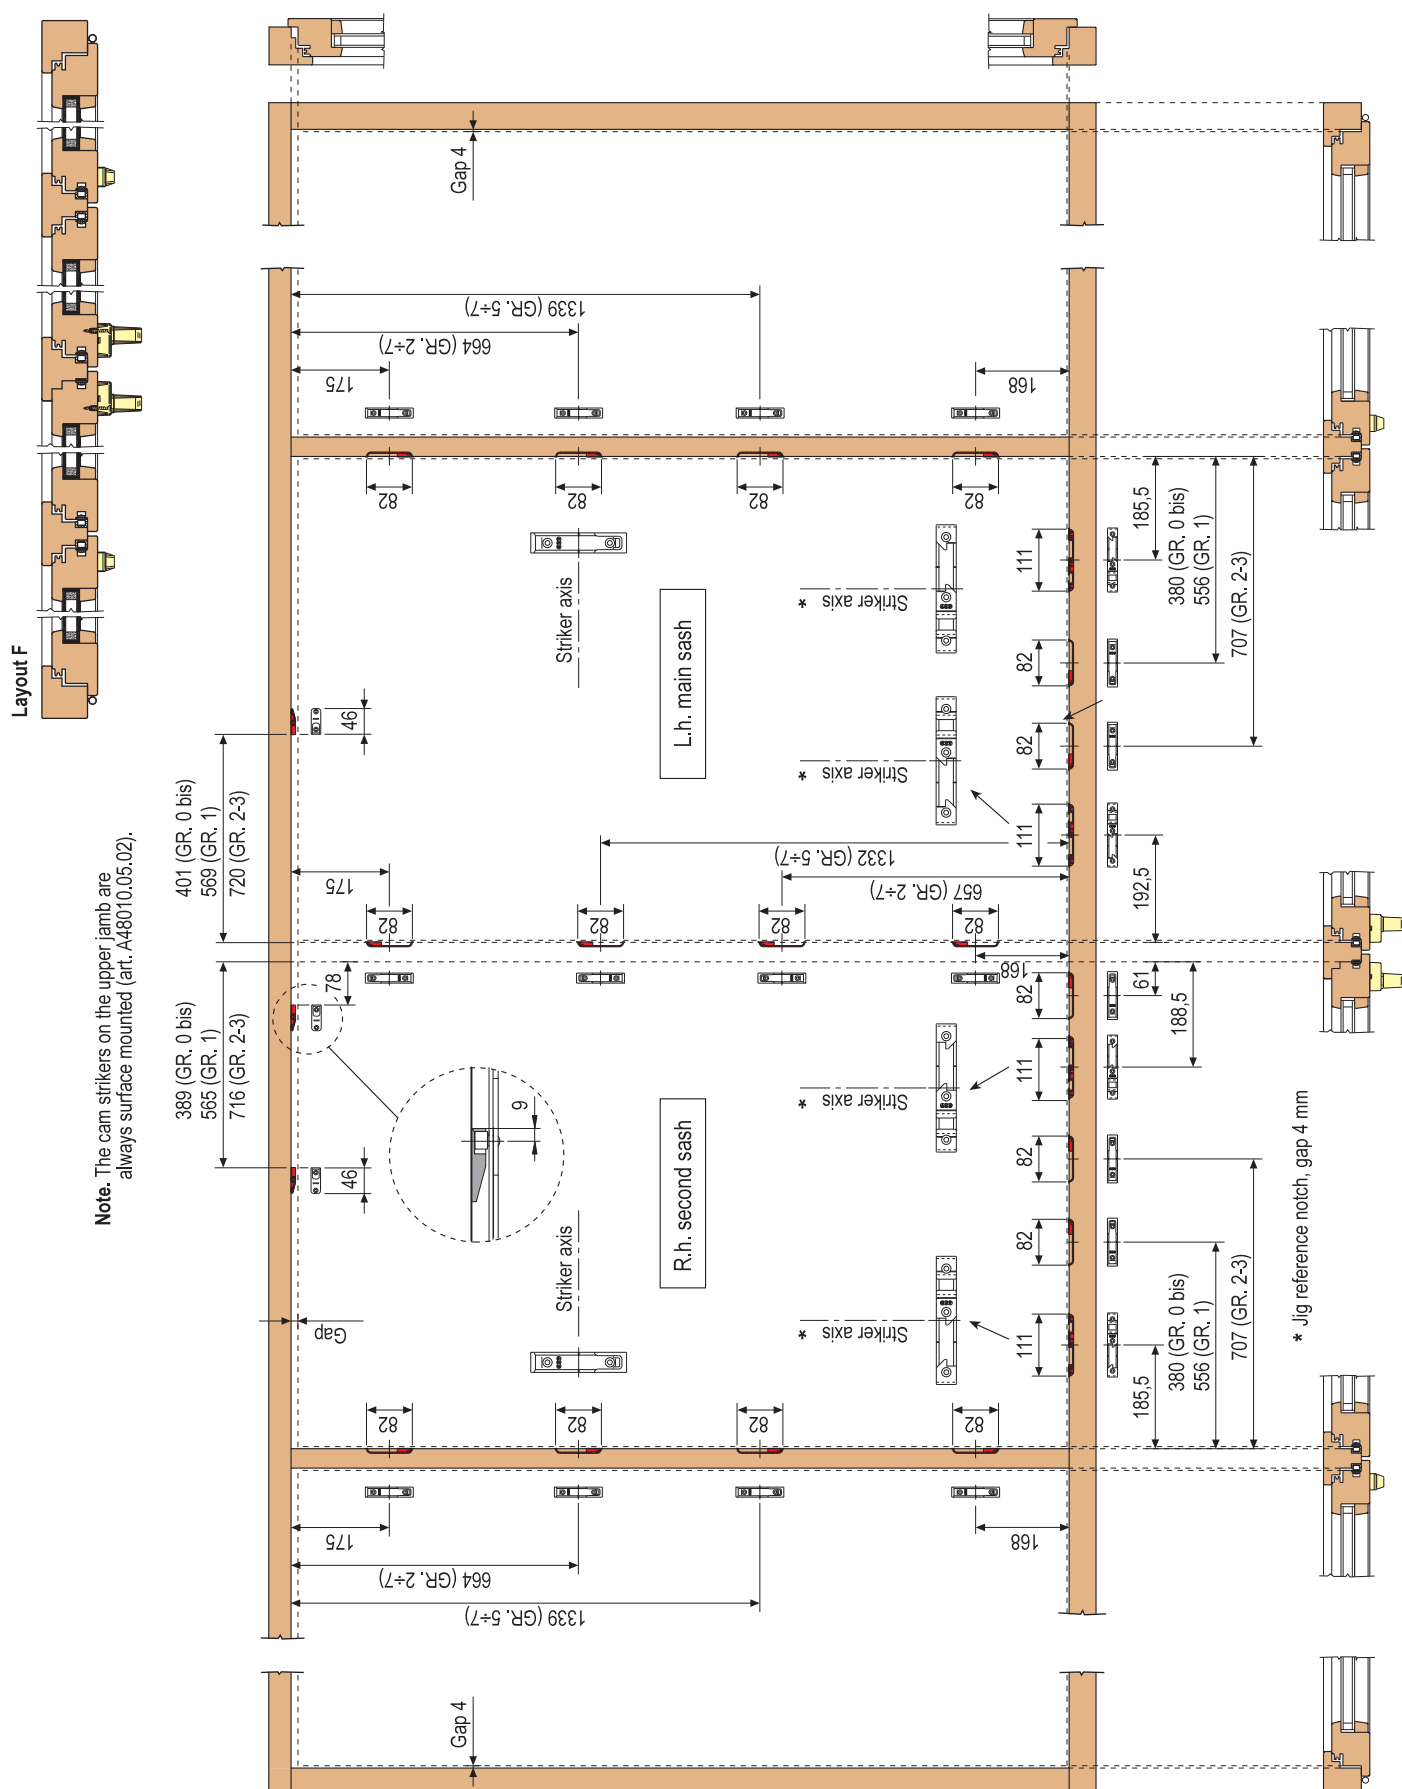 Layout F
Note. The cam strikers on the upper jamb are
always surface mounted (art. A48010.05.02).
Gap 4
1339 (GR. 5÷7)
664 (GR. 2÷7)
175
168
82
82
82
82
Striker axis
L.h. main sash
Striker axis *
Striker axis *
111
82
82
111
185,5
380 (GR. 0 bis)
556 (GR. 1)
707 (GR. 2-3)
46
401 (GR. 0 bis)
569 (GR. 1)
720 (GR. 2-3)
175
1332 (GR. 5÷7)
657 (GR. 2÷7)
192,5
82
82
82
82
168
389 (GR. 0 bis)
565 (GR. 1)
716 (GR. 2-3)
78
46
9
82
61
188,5
111
82
82
111
Striker axis *
Striker axis *
Striker axis
R.h. second sash
Gap
185,5
380 (GR. 0 bis)
556 (GR. 1)
707 (GR. 2-3)
82
82
82
82
175
664 (GR. 2÷7)
1339 (GR. 5÷7)
168
Gap 4
* Jig reference notch, gap 4 mm